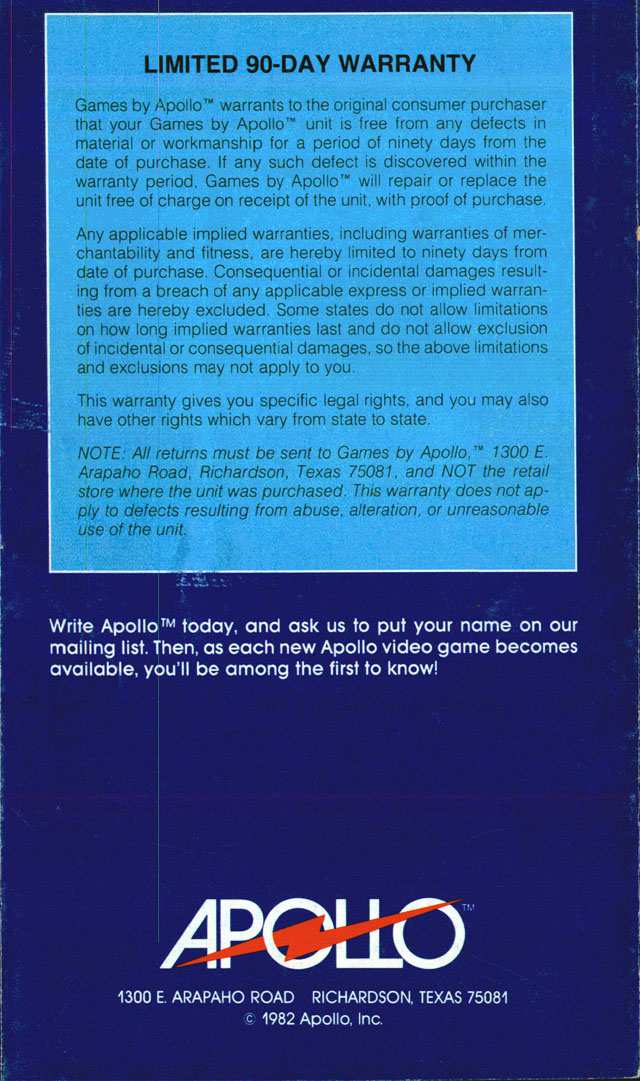 LIMITED 90-DAY WARRANTY
Games by Apollo™ warrants to the original consumer purchaser
that your Games by Apollo™ unit is free from any defects in
material or workmanship for a period of ninety days from the
date of purchase. If any such defect is discovered within the
warranty period, Games by Apollo™ will repair or replace the
unit free of charge on receipt of the unit, with proof of purchase.
Any applicable implied warranties, including warranties of mer-
chantability and fitness, are hereby limited to ninety days from
date of purchase. Consequential or incidental damages result-
ing from a breach of any applicable express or implied warran-
ties are hereby excluded. Some states do not allow limitations
on how long implied warranties last and do not allow exclusion
of incidental or consequential damages, so the above limitations
and exclusions may not apply to you.
This warranty gives you specific legal rights, and you may also
have other rights which vary from state to state.
NOTE: All returns must be sent to Games by Apollo,™ 1300 E.
Arapaho Road, Richardson, Texas 75081, and NOT the retail
store where the unit was purchased. This warranty does not ap-
ply to defects resulting from abuse, alteration, or unreasonable
use of the unit.
Write Apollo™ today, and ask us to put your name on our
mailing list. Then, as each new Apollo video game becomes
available, you'll be among the first to know!
APOLLO™
1300 E. ARAPAHO ROAD RICHARDSON, TEXAS 75081
© 1982 Apollo, Inc.